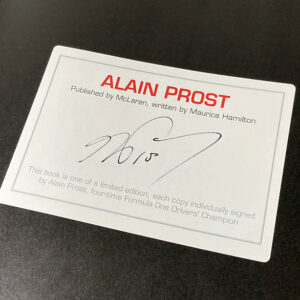 ALAIN PROST
Published by McLaren, written by Maurice Hamilton
This book is one of a limited edition, each copy individually signed
by Alain Prost, four-time Formula One Drivers' Champion